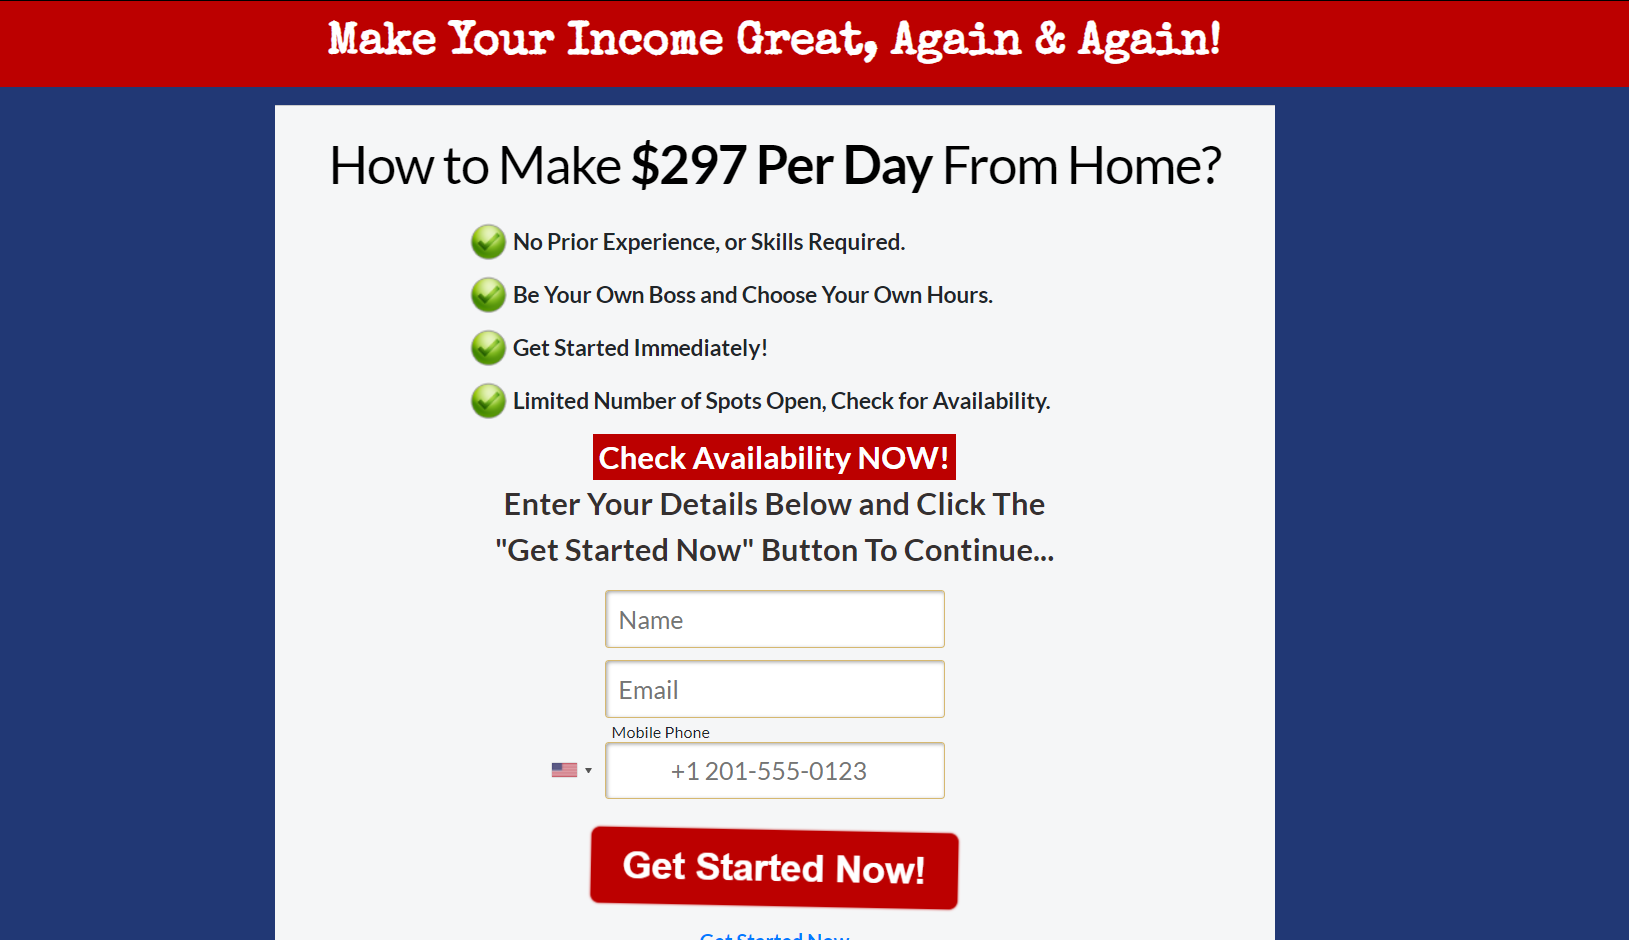 Make Your Income Great, Again & Again!
How to Make $297 Per Day From Home?
No Prior Experience, or Skills Required.
Be Your Own Boss and Choose Your Own Hours.
Get Started Immediately!
Limited Number of Spots Open, Check for Availability.
Check Availability NOW!
Enter Your Details Below and Click The
"Get Started Now" Button To Continue...
Name
Email
Mobile Phone
+1 201-555-0123
Get Started Now!
Get Started Now